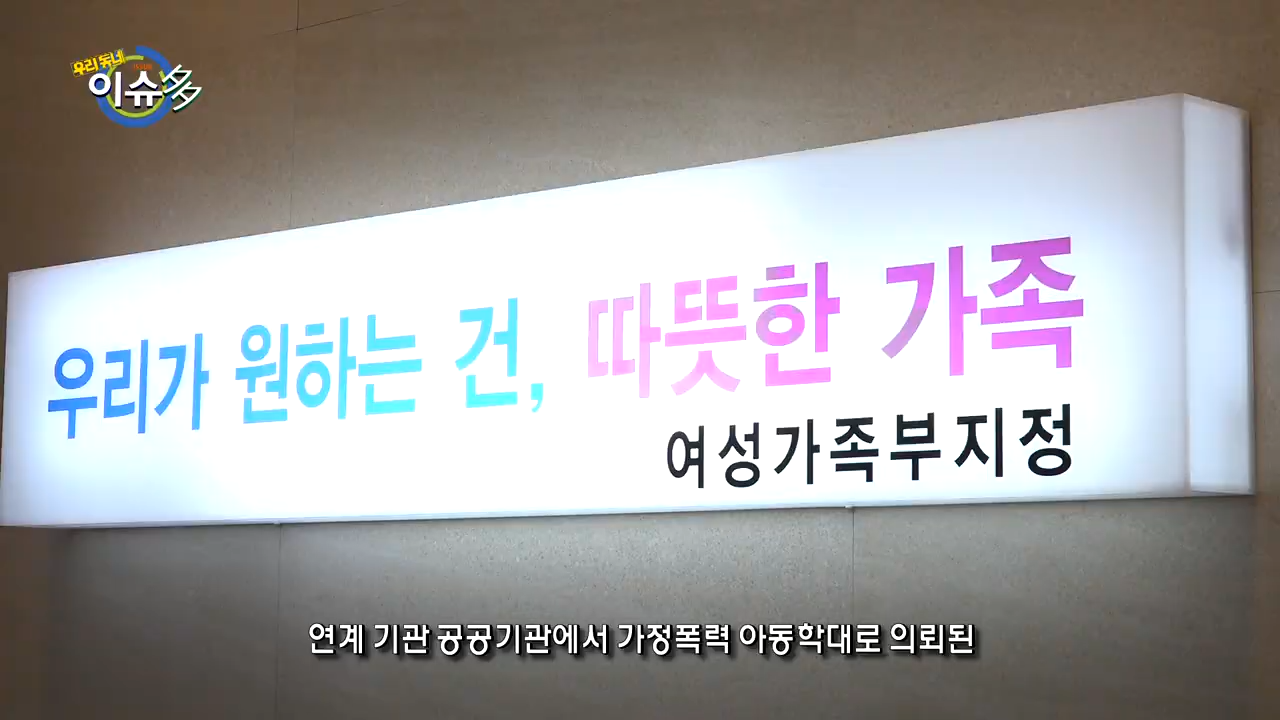 우리동네
이슈多
우리가 원하는 건, 따뜻한 가족
여성가족부지정
연계 기관 공공기관에서 가정폭력 아동학대로 의뢰된